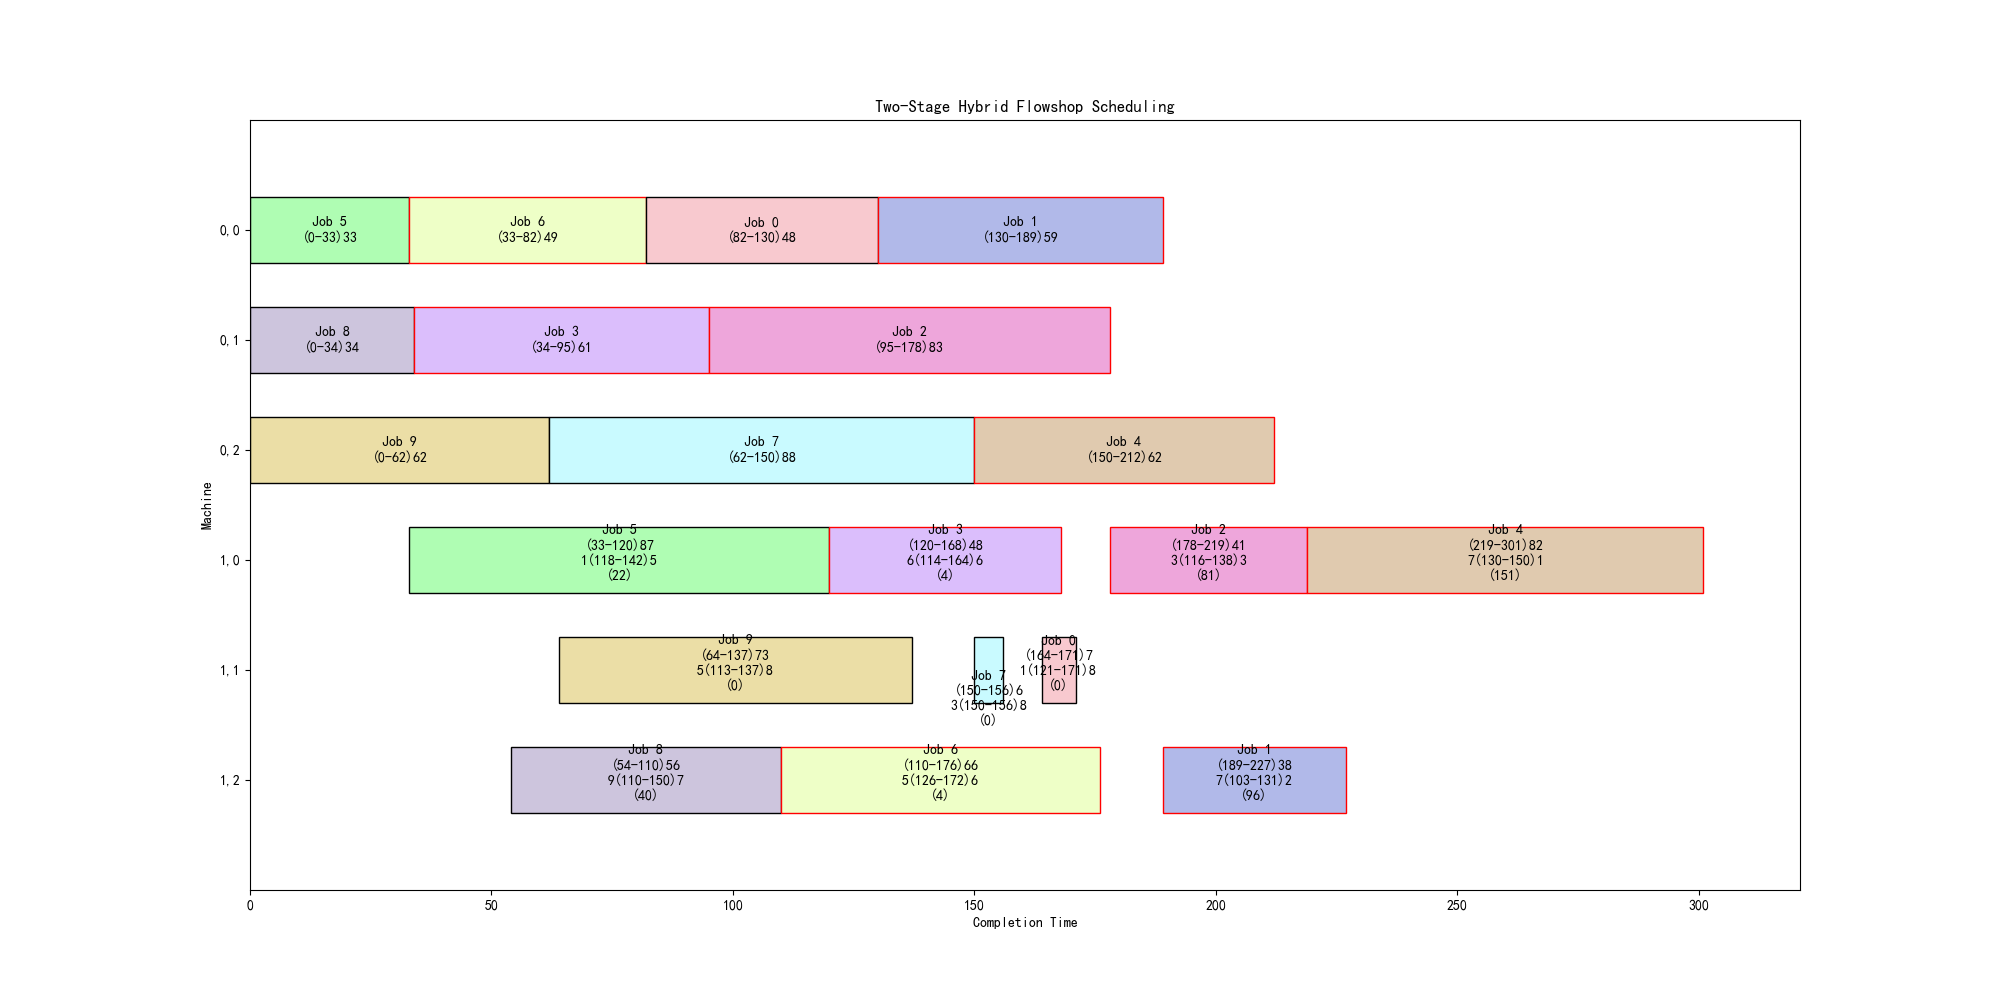 Two-Stage Hybrid Flowshop Scheduling
Machine
0,0
Job 5
(0-33)33
Job 6
(33-82)49
Job 0
(82-130)48
Job 1
(130-189)59
0,1
Job 8
(0-34)34
Job 3
(34-95)61
Job 2
(95-178)83
0,2
Job 9
(0-62)62
Job 7
(62-150)88
Job 4
(150-212)62
1,0
Job 5
(33-120)87
1(118-142)5
(22)
Job 3
(120-168)48
6(114-164)6
(4)
Job 2
(178-219)41
3(116-138)3
(81)
Job 4
(219-301)82
7(130-150)1
(151)
1,1
Job 9
(64-137)73
5(113-137)8
(0)
Job 7
(150-156)6
3(150-156)8
(0)
Job 0
(164-171)7
1(121-171)8
(0)
1,2
Job 8
(54-110)56
9(110-150)7
(40)
Job 6
(110-176)66
5(126-172)6
(4)
Job 1
(189-227)38
7(103-131)2
(96)
0
50
100
150
200
250
300
Completion Time